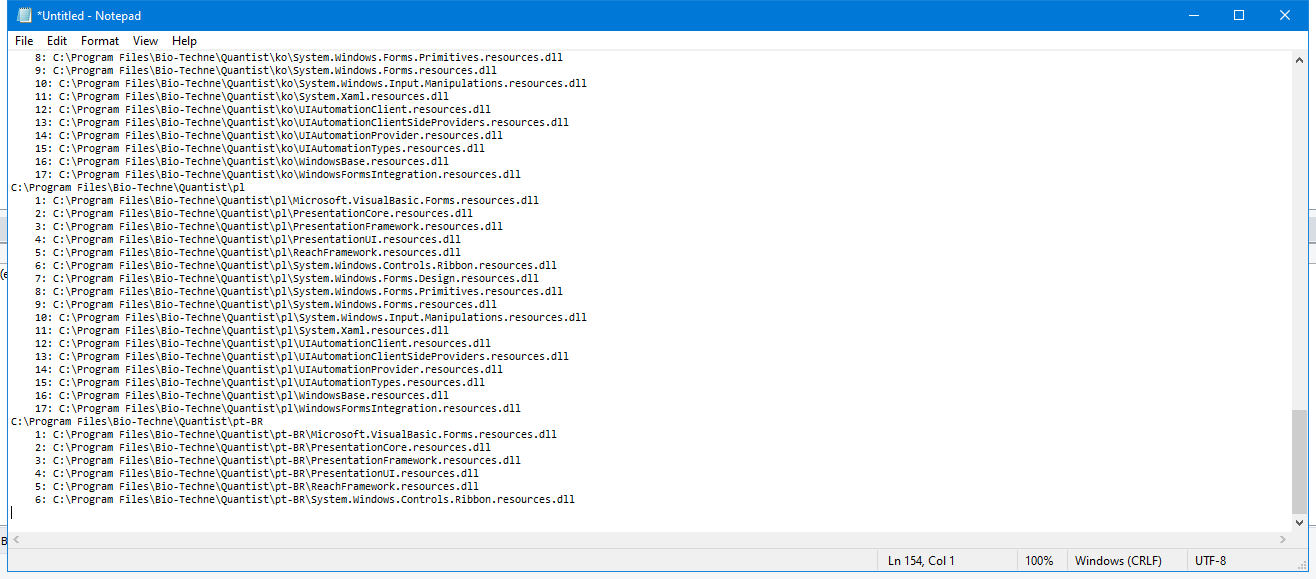 *Untitled - Notepad
File Edit Format View Help
8: C:\Program Files\Bio-Techne\Quantist\ko\System.Windows.Forms.Primitives.resources.dll
9: C:\Program Files\Bio-Techne\Quantist\ko\System.Windows.Forms.resources.dll
10: C:\Program Files\Bio-Techne\Quantist\ko\System.Windows.Input.Manipulations.resources.dll
11: C:\Program Files\Bio-Techne\Quantist\ko\System.Xaml.resources.dll
12: C:\Program Files\Bio-Techne\Quantist\ko\UIAutomationClient.resources.dll
13: C:\Program Files\Bio-Techne\Quantist\ko\UIAutomationClientSideProviders.resources.dll
14: C:\Program Files\Bio-Techne\Quantist\ko\UIAutomationProvider.resources.dll
15: C:\Program Files\Bio-Techne\Quantist\ko\UIAutomationTypes.resources.dll
16: C:\Program Files\Bio-Techne\Quantist\ko\WindowsBase.resources.dll
17: C:\Program Files\Bio-Techne\Quantist\ko\WindowsFormsIntegration.resources.dll
C:\Program Files\Bio-Techne\Quantist\pl
1: C:\Program Files\Bio-Techne\Quantist\pl\Microsoft.VisualBasic.Forms.resources.dll
2: C:\Program Files\Bio-Techne\Quantist\pl\PresentationCore.resources.dll
3: C:\Program Files\Bio-Techne\Quantist\pl\PresentationFramework.resources.dll
4: C:\Program Files\Bio-Techne\Quantist\pl\PresentationUI.resources.dll
5: C:\Program Files\Bio-Techne\Quantist\pl\ReachFramework.resources.dll
6: C:\Program Files\Bio-Techne\Quantist\pl\System.Windows.Controls.Ribbon.resources.dll
7: C:\Program Files\Bio-Techne\Quantist\pl\System.Windows.Forms.Design.resources.dll
8: C:\Program Files\Bio-Techne\Quantist\pl\System.Windows.Forms.Primitives.resources.dll
9: C:\Program Files\Bio-Techne\Quantist\pl\System.Windows.Forms.resources.dll
10: C:\Program Files\Bio-Techne\Quantist\pl\System.Windows.Input.Manipulations.resources.dll
11: C:\Program Files\Bio-Techne\Quantist\pl\System.Xaml.resources.dll
12: C:\Program Files\Bio-Techne\Quantist\pl\UIAutomationClient.resources.dll
13: C:\Program Files\Bio-Techne\Quantist\pl\UIAutomationClientSideProviders.resources.dll
14: C:\Program Files\Bio-Techne\Quantist\pl\UIAutomationProvider.resources.dll
15: C:\Program Files\Bio-Techne\Quantist\pl\UIAutomationTypes.resources.dll
16: C:\Program Files\Bio-Techne\Quantist\pl\WindowsBase.resources.dll
17: C:\Program Files\Bio-Techne\Quantist\pl\WindowsFormsIntegration.resources.dll
C:\Program Files\Bio-Techne\Quantist\pt-BR
1: C:\Program Files\Bio-Techne\Quantist\pt-BR\Microsoft.VisualBasic.Forms.resources.dll
2: C:\Program Files\Bio-Techne\Quantist\pt-BR\PresentationCore.resources.dll
3: C:\Program Files\Bio-Techne\Quantist\pt-BR\PresentationFramework.resources.dll
4: C:\Program Files\Bio-Techne\Quantist\pt-BR\PresentationUI.resources.dll
5: C:\Program Files\Bio-Techne\Quantist\pt-BR\ReachFramework.resources.dll
6: C:\Program Files\Bio-Techne\Quantist\pt-BR\System.Windows.Controls.Ribbon.resources.dll
Ln 154, Col 1 100% Windows (CRLF) UTF-8